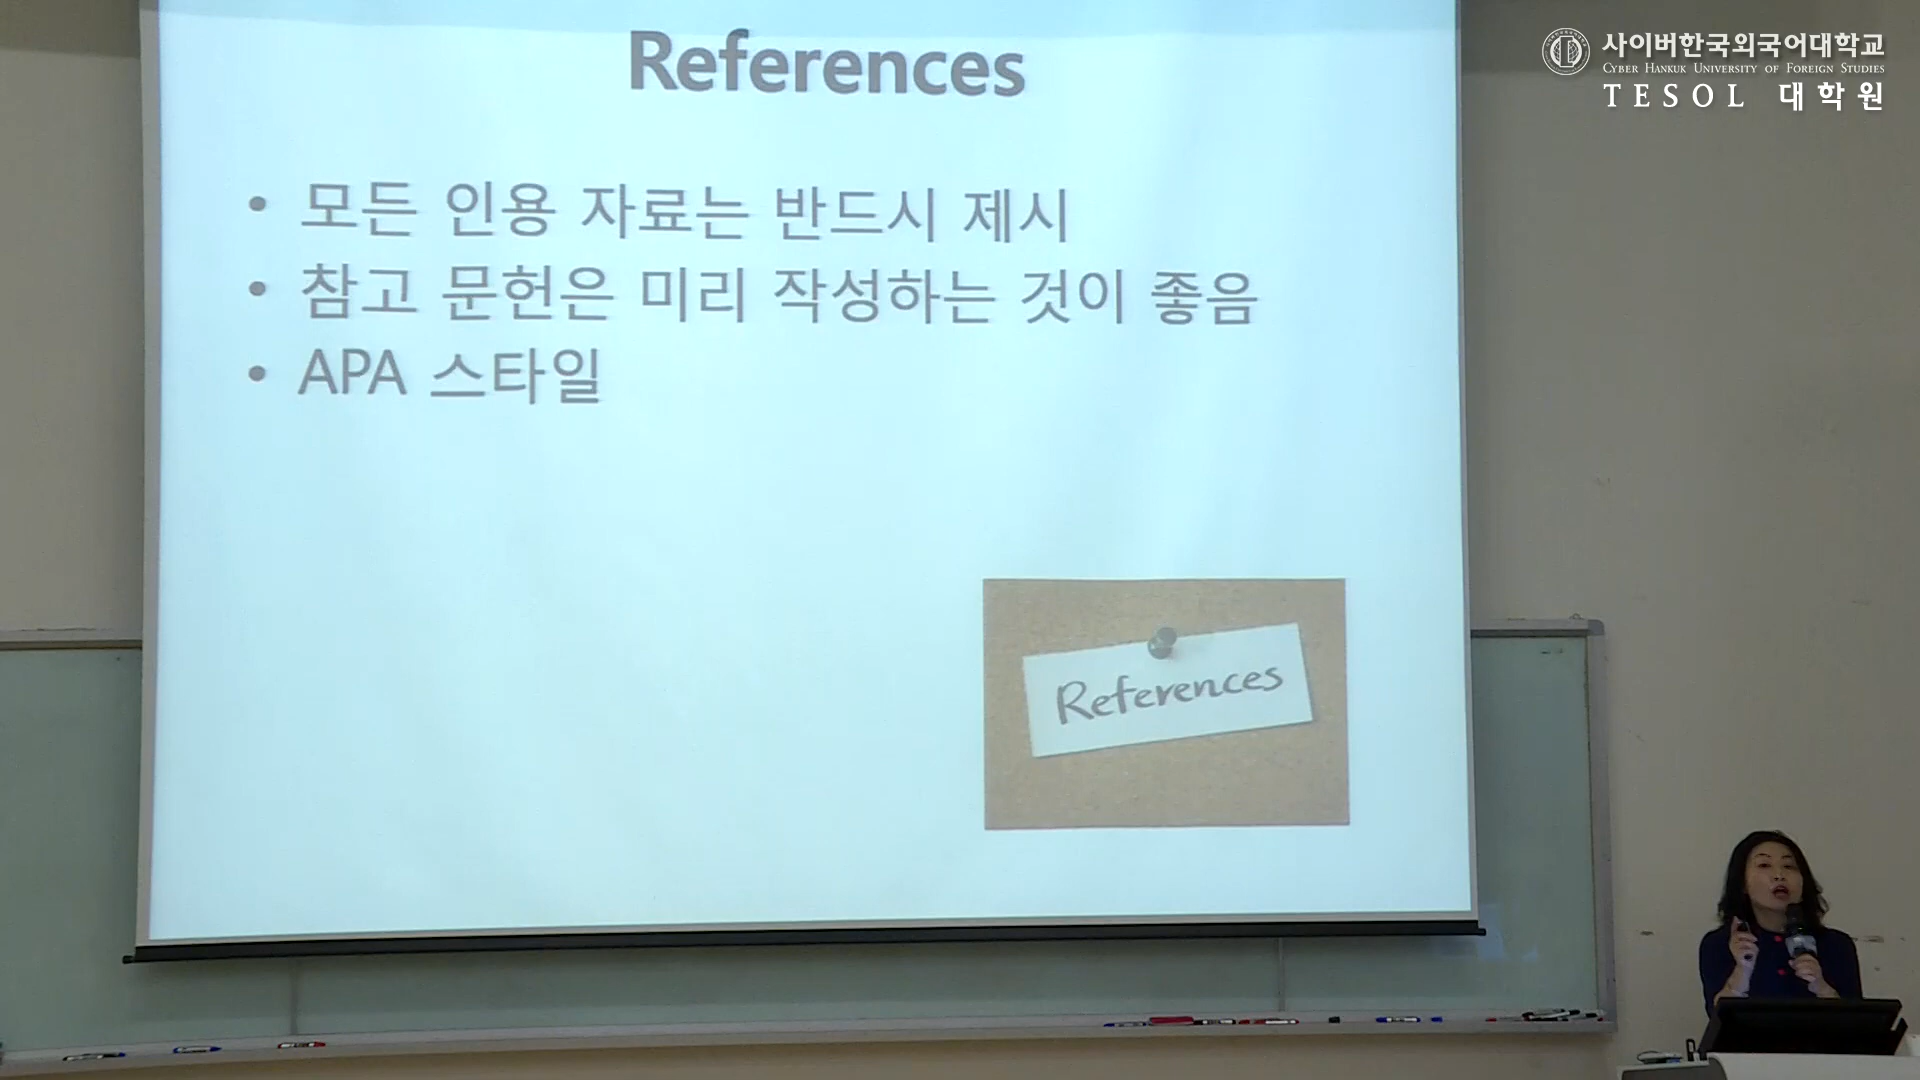 References
• 모든 인용 자료는 반드시 제시
• 참고 문헌은 미리 작성하는 것이 좋음
• APA 스타일
References
사이버한국외국어대학교
CYBER HANKUK UNIVERSITY OF FOREIGN STUDIES
TESOL 대학원